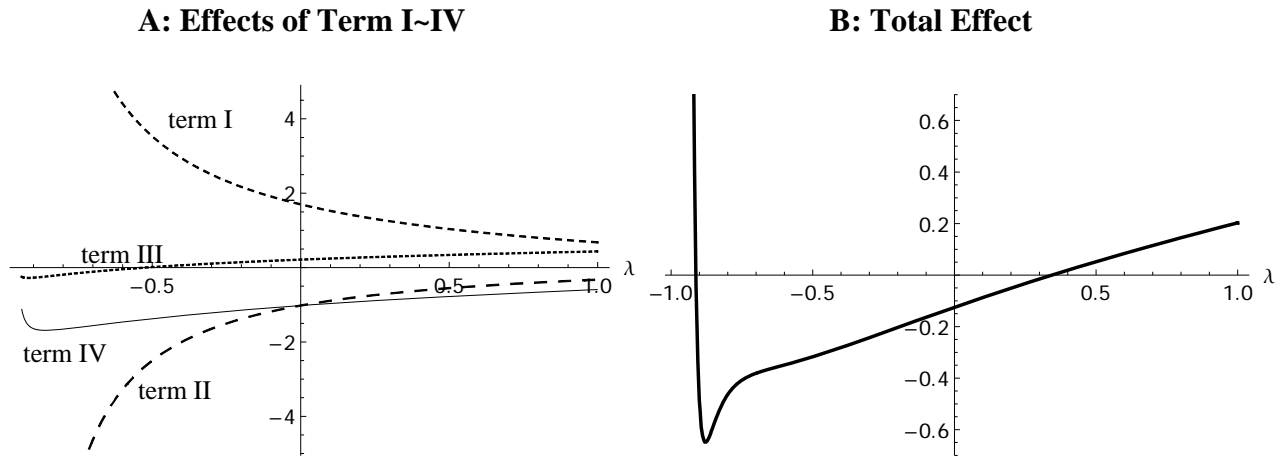 A: Effects of Term I~IV
B: Total Effect
term I
term III
term IV
term II
4
2
−2
−4
−0.5
0.5
1.0
λ
0.6
0.4
0.2
−0.2
−0.4
−0.6
−1.0
−0.5
0.5
1.0
λ